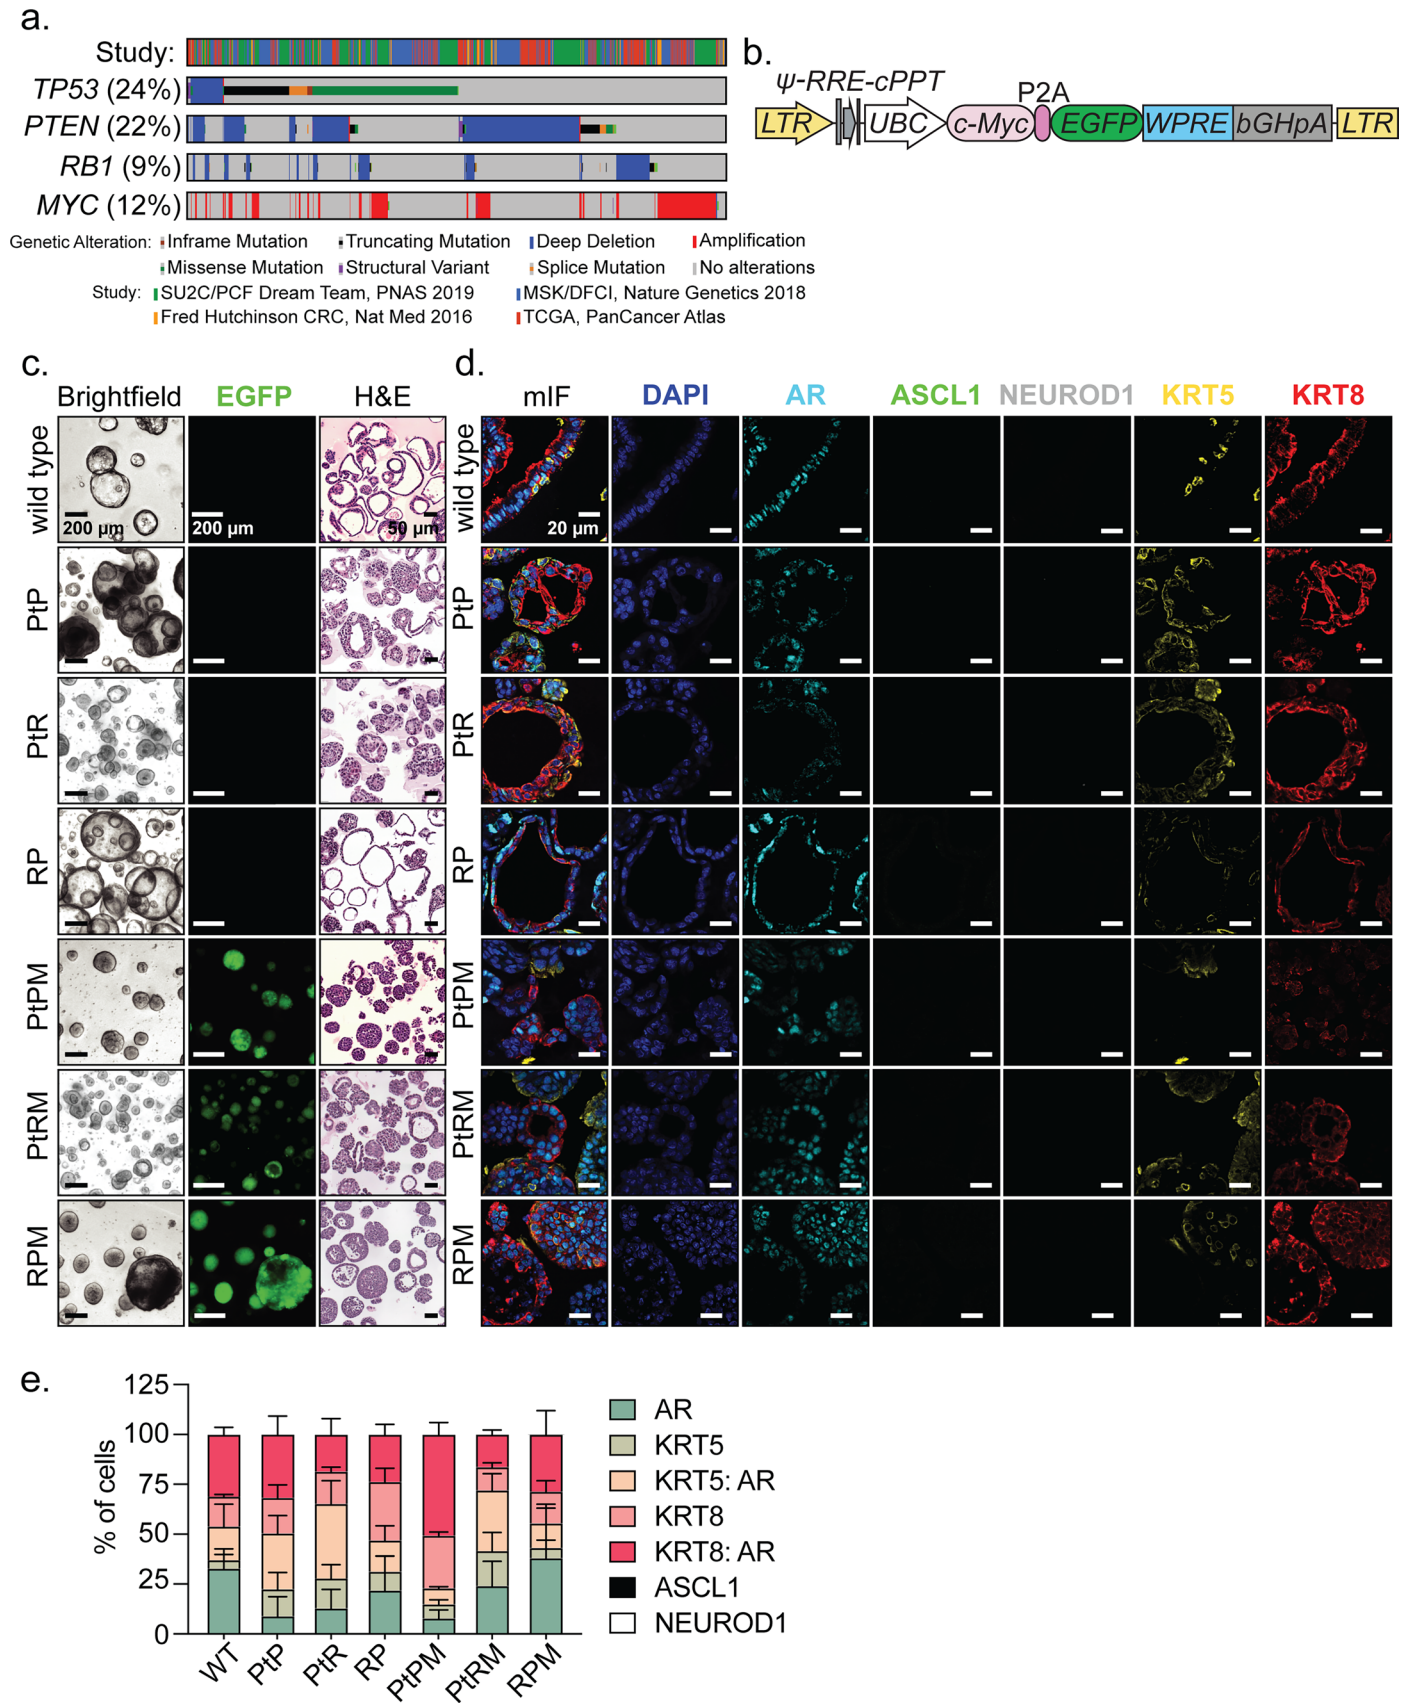 a.
Study:
TP53 (24%)
PTEN (22%)
RB1 (9%)
MYC (12%)
Genetic Alteration: Inframe Mutation Truncating Mutation Deep Deletion Amplification
Missense Mutation Structural Variant Splice Mutation No alterations
Study: SU2C/PCF Dream Team, PNAS 2019 MSK/DFCI, Nature Genetics 2018
Fred Hutchinson CRC, Nat Med 2016 TCGA, PanCancer Atlas
b.
ψ-RRE-cPPT
P2A
LTR UBC c-Myc EGFP WPRE bGHpA LTR
c.
Brightfield EGFP H&E
wild type
200 µm 200 µm 50 µm
PtP
PtR
RP
PtPM
PtRM
RPM
d.
mIF DAPI AR ASCL1 NEUROD1 KRT5 KRT8
wild type
20 µm
PtP
PtR
RP
PtPM
PtRM
RPM
e.
% of cells
125
100
75
50
25
0
WT PtP PtR RP PtPM PtRM RPM
AR
KRT5
KRT5: AR
KRT8
KRT8: AR
ASCL1
NEUROD1